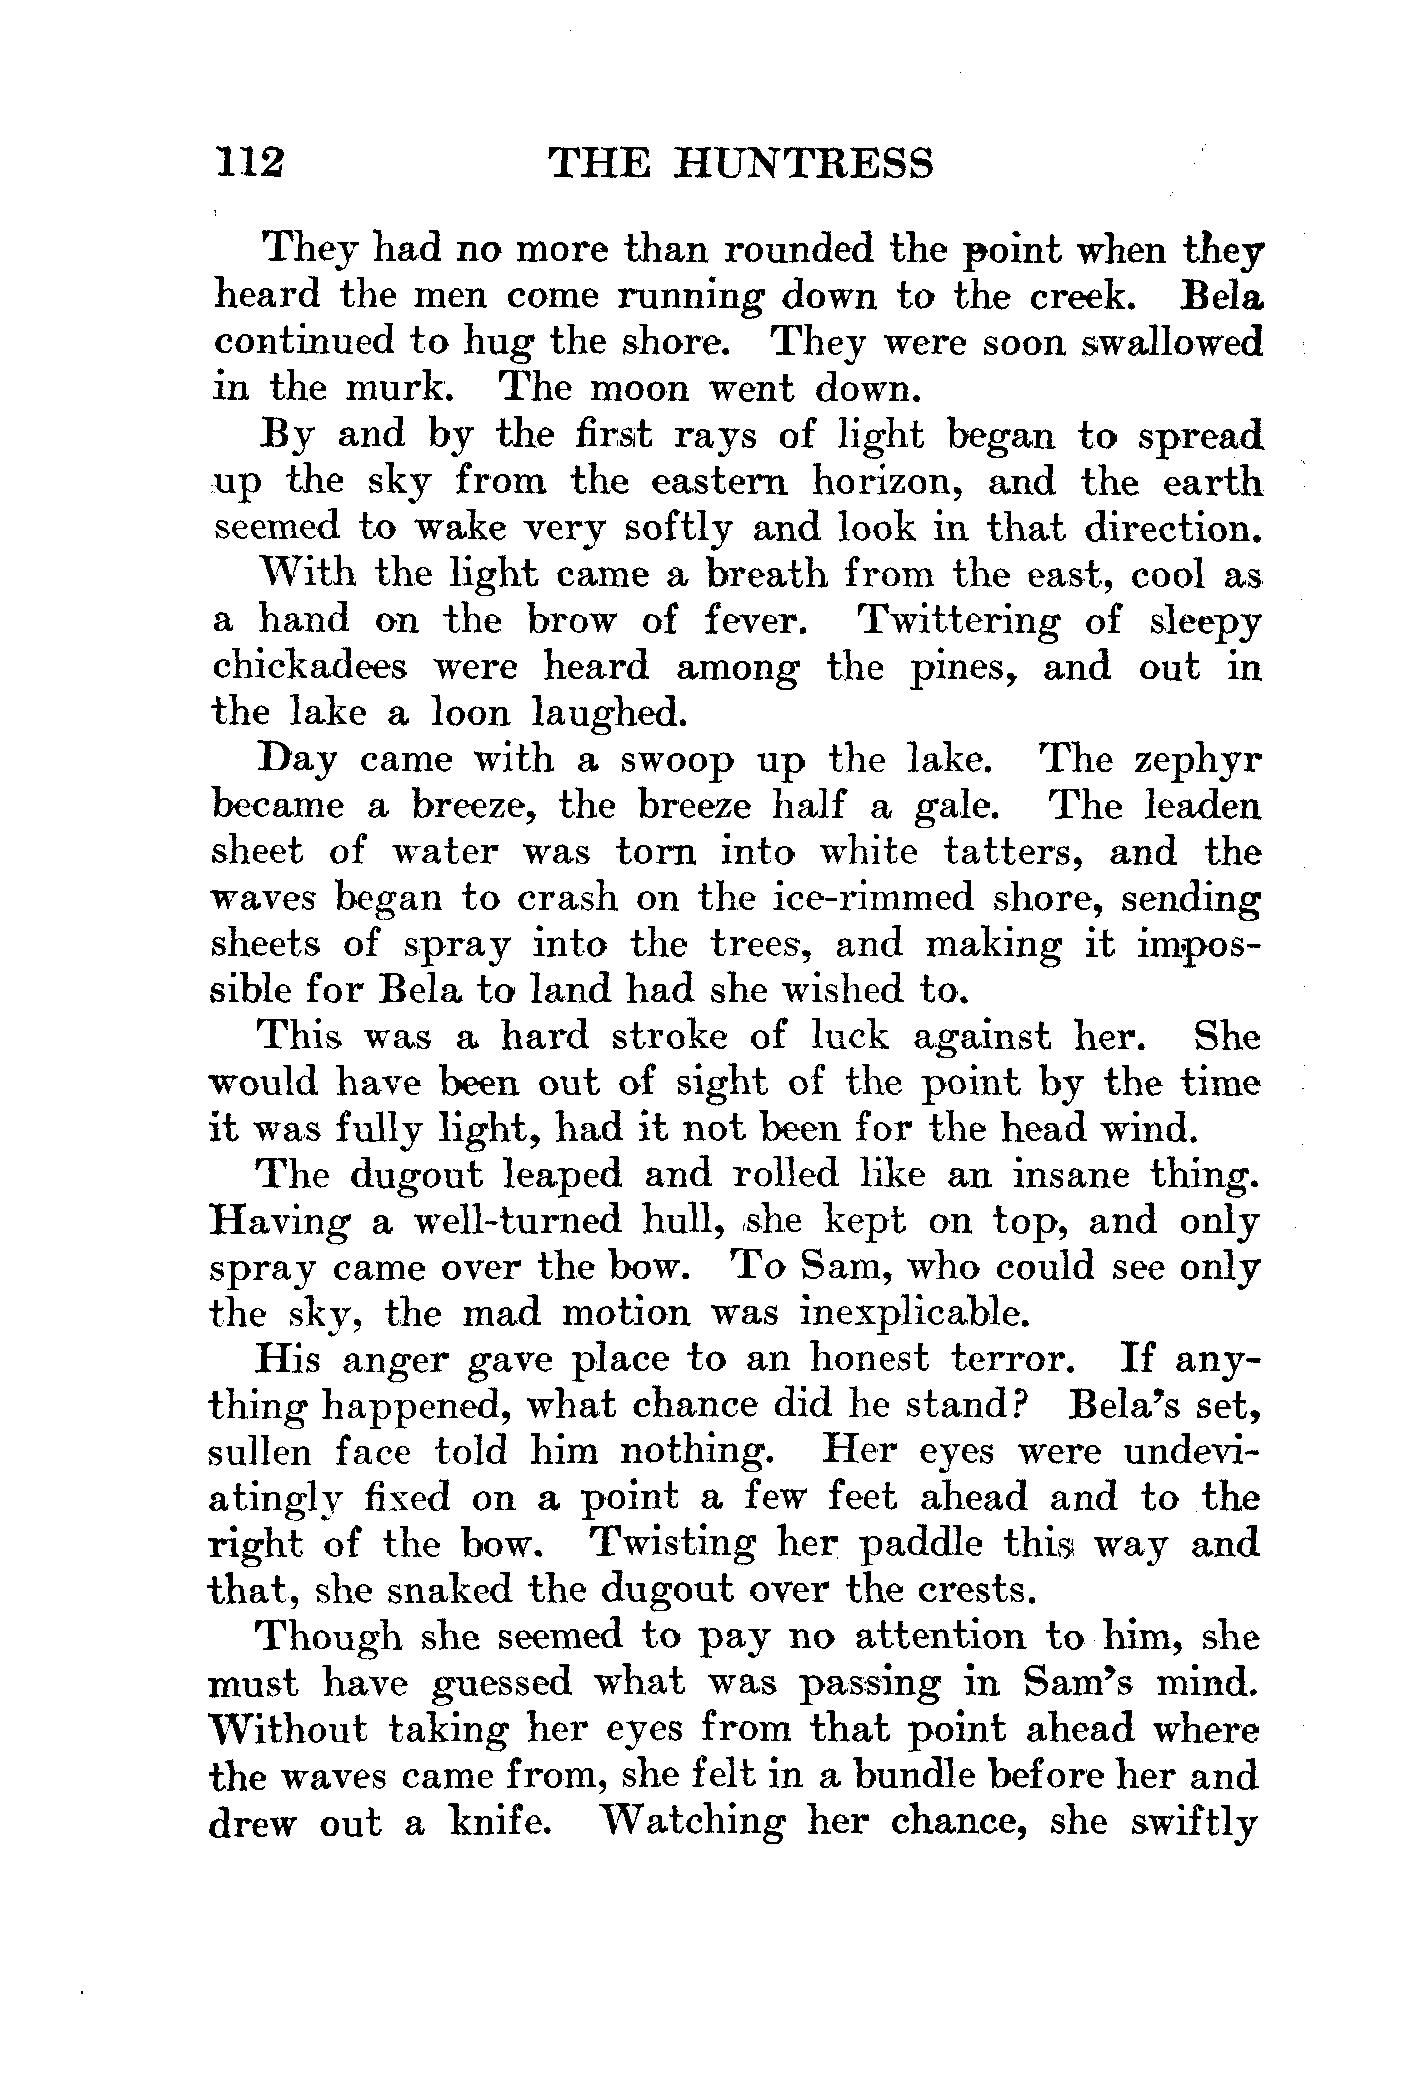 112 THE HUNTRESS
They had no more than rounded the point when they
heard the men come running down to the creek. Bela
continued to hug the shore. They were soon swallowed
in the murk. The moon went down.
By and by the first rays of light began to spread
up the sky from the eastern horizon, and the earth
seemed to wake very softly and look in that direction.
With the light came a breath from the east, cool as
a hand on the brow of fever. Twittering of sleepy
chickadees were heard among the pines, and out in
the lake a loon laughed.
Day came with a swoop up the lake. The zephyr
became a breeze, the breeze half a gale. The leaden
sheet of water was torn into white tatters, and the
waves began to crash on the ice-rimmed shore, sending
sheets of spray into the trees, and making it impos-
sible for Bela to land had she wished to.
This was a hard stroke of luck against her. She
would have been out of sight of the point by the time
it was fully light, had it not been for the head wind.
The dugout leaped and rolled like an insane thing.
Having a well-turned hull, she kept on top, and only
spray came over the bow. To Sam, who could see only
the sky, the mad motion was inexplicable.
His anger gave place to an honest terror. If any-
thing happened, what chance did he stand? Bela's set,
sullen face told him nothing. Her eyes were undevi-
atingly fixed on a point a few feet ahead and to the
right of the bow. Twisting her paddle this way and
that, she snaked the dugout over the crests.
Though she seemed to pay no attention to him, she
must have guessed what was passing in Sam's mind.
Without taking her eyes from that point ahead where
the waves came from, she felt in a bundle before her and
drew out a knife. Watching her chance, she swiftly